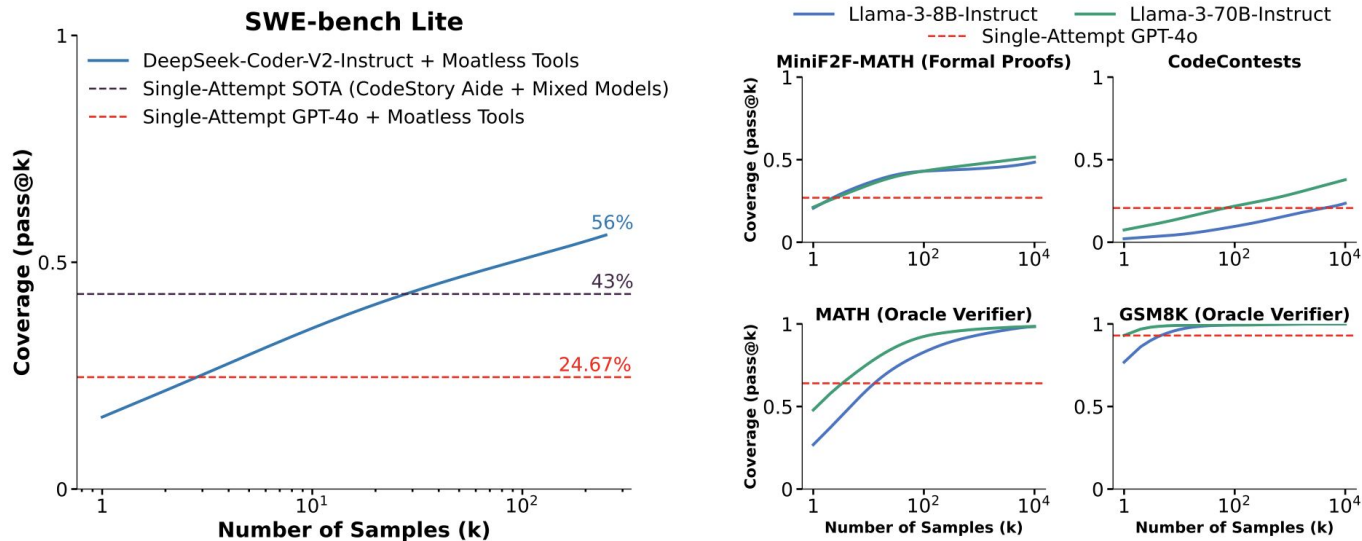 SWE-bench Lite
DeepSeek-Coder-V2-Instruct + Moatless Tools
Single-Attempt SOTA (CodeStory Aide + Mixed Models)
Single-Attempt GPT-4o + Moatless Tools
Coverage (pass@k)
1
0.5
0
56%
43%
24.67%
1
10¹
10²
Number of Samples (k)
Llama-3-8B-Instruct
Llama-3-70B-Instruct
Single-Attempt GPT-4o
MiniF2F-MATH (Formal Proofs)
Coverage (pass@k)
1
0.5
0
1
10²
10⁴
CodeContests
1
0.5
0
1
10²
10⁴
MATH (Oracle Verifier)
Coverage (pass@k)
1
0.5
0
1
10²
10⁴
Number of Samples (k)
GSM8K (Oracle Verifier)
1
0.5
0
1
10²
10⁴
Number of Samples (k)